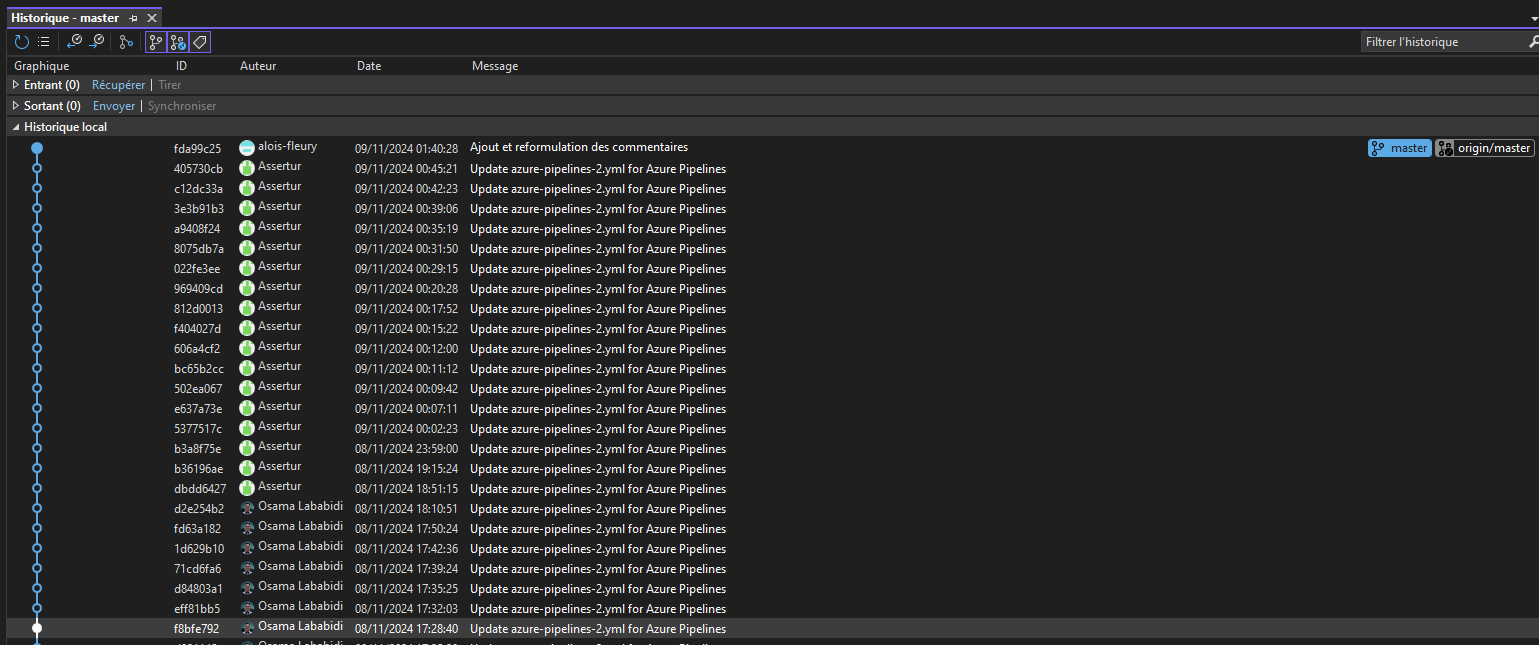 Historique - master
Filtrer l'historique
Graphique ID Auteur Date Message
Entrant (0) Récupérer | Tirer
Sortant (0) Envoyer | Synchroniser
Historique local
fda99c25 alois-fleury 09/11/2024 01:40:28 Ajout et reformulation des commentaires master origin/master
405730cb Assertur 09/11/2024 00:45:21 Update azure-pipelines-2.yml for Azure Pipelines
c12dc33a Assertur 09/11/2024 00:42:23 Update azure-pipelines-2.yml for Azure Pipelines
3e3b91b3 Assertur 09/11/2024 00:39:06 Update azure-pipelines-2.yml for Azure Pipelines
a9408f24 Assertur 09/11/2024 00:35:19 Update azure-pipelines-2.yml for Azure Pipelines
8075db7a Assertur 09/11/2024 00:31:50 Update azure-pipelines-2.yml for Azure Pipelines
022fe3ee Assertur 09/11/2024 00:29:15 Update azure-pipelines-2.yml for Azure Pipelines
969409cd Assertur 09/11/2024 00:20:28 Update azure-pipelines-2.yml for Azure Pipelines
812d0013 Assertur 09/11/2024 00:17:52 Update azure-pipelines-2.yml for Azure Pipelines
f404027d Assertur 09/11/2024 00:15:22 Update azure-pipelines-2.yml for Azure Pipelines
606a4cf2 Assertur 09/11/2024 00:12:00 Update azure-pipelines-2.yml for Azure Pipelines
bc65b2cc Assertur 09/11/2024 00:11:12 Update azure-pipelines-2.yml for Azure Pipelines
502ea067 Assertur 09/11/2024 00:09:42 Update azure-pipelines-2.yml for Azure Pipelines
e637a73e Assertur 09/11/2024 00:07:11 Update azure-pipelines-2.yml for Azure Pipelines
5377517c Assertur 09/11/2024 00:02:23 Update azure-pipelines-2.yml for Azure Pipelines
b3a8f75e Assertur 08/11/2024 23:59:00 Update azure-pipelines-2.yml for Azure Pipelines
b36196ae Assertur 08/11/2024 19:15:24 Update azure-pipelines-2.yml for Azure Pipelines
dbdd6427 Assertur 08/11/2024 18:51:15 Update azure-pipelines-2.yml for Azure Pipelines
d2e254b2 Osama Lababidi 08/11/2024 18:10:51 Update azure-pipelines-2.yml for Azure Pipelines
fd63a182 Osama Lababidi 08/11/2024 17:50:24 Update azure-pipelines-2.yml for Azure Pipelines
1d629b10 Osama Lababidi 08/11/2024 17:42:36 Update azure-pipelines-2.yml for Azure Pipelines
71cd6fa6 Osama Lababidi 08/11/2024 17:39:24 Update azure-pipelines-2.yml for Azure Pipelines
d84803a1 Osama Lababidi 08/11/2024 17:35:25 Update azure-pipelines-2.yml for Azure Pipelines
eff81bb5 Osama Lababidi 08/11/2024 17:32:03 Update azure-pipelines-2.yml for Azure Pipelines
f8bfe792 Osama Lababidi 08/11/2024 17:28:40 Update azure-pipelines-2.yml for Azure Pipelines